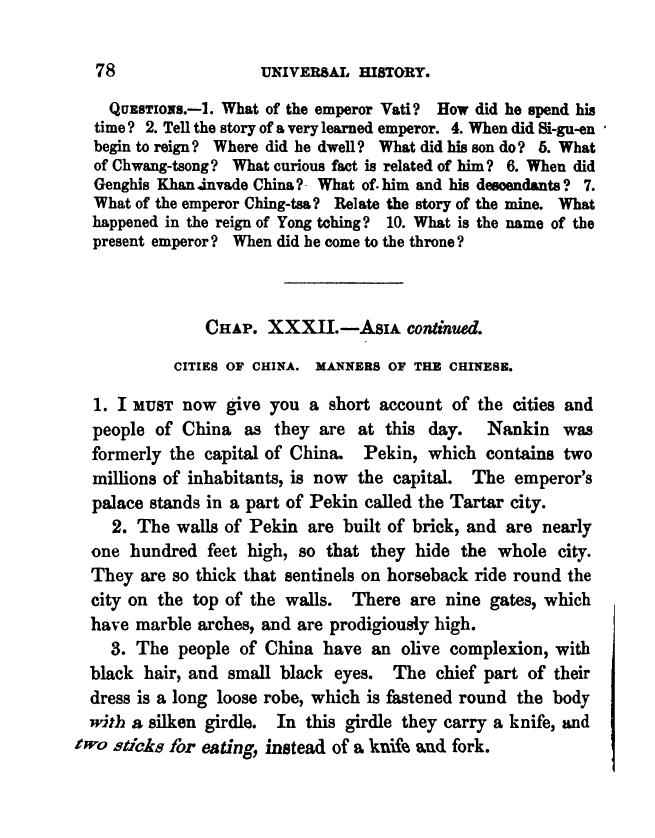 78 UNIVERSAL HISTORY.
QUESTIONS.—1. What of the emperor Vati? How did he spend his
time? 2. Tell the story of a very learned emperor. 4. When did Si-gu-en
begin to reign? Where did he dwell? What did his son do? 5. What
of Chwang-tsong? What curious fact is related of him? 6. When did
Genghis Khan invade China? What of him and his descendants? 7.
What of the emperor Ching-tsa? Relate the story of the mine. What
happened in the reign of Yong tching? 10. What is the name of the
present emperor? When did he come to the throne?
CHAP. XXXII.—ASIA continued.
CITIES OF CHINA. MANNERS OF THE CHINESE.
1. I MUST now give you a short account of the cities and
people of China as they are at this day. Nankin was
formerly the capital of China. Pekin, which contains two
millions of inhabitants, is now the capital. The emperor's
palace stands in a part of Pekin called the Tartar city.
2. The walls of Pekin are built of brick, and are nearly
one hundred feet high, so that they hide the whole city.
They are so thick that sentinels on horseback ride round the
city on the top of the walls. There are nine gates, which
have marble arches, and are prodigiously high.
3. The people of China have an olive complexion, with
black hair, and small black eyes. The chief part of their
dress is a long loose robe, which is fastened round the body
with a silken girdle. In this girdle they carry a knife, and
two sticks for eating, instead of a knife and fork.